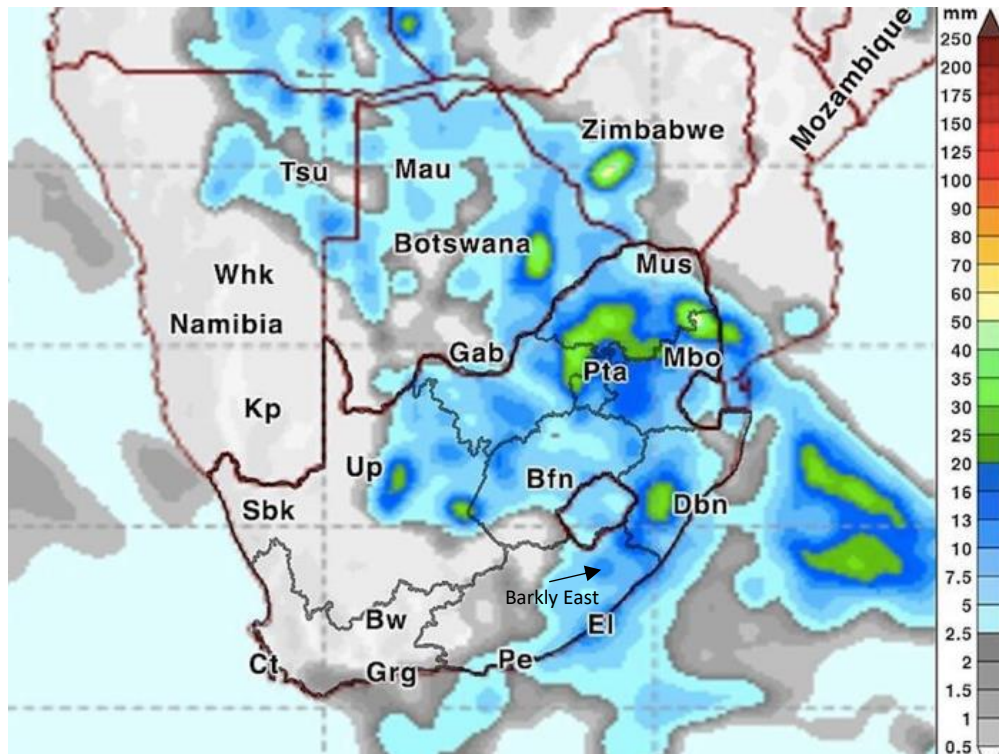 mm
250
200
175
150
125
100
90
80
70
60
50
40
35
30
25
20
16
13
10
7.5
5
2.5
2
1.5
1
0.5
Mozambique
Zimbabwe
Tsu
Mau
Botswana
Whk
Mus
Namibia
Gab
Mbo
Pta
Kp
Up
Bfn
Sbk
Dbn
Barkly East
Bw
El
Ct
Grg
Pe